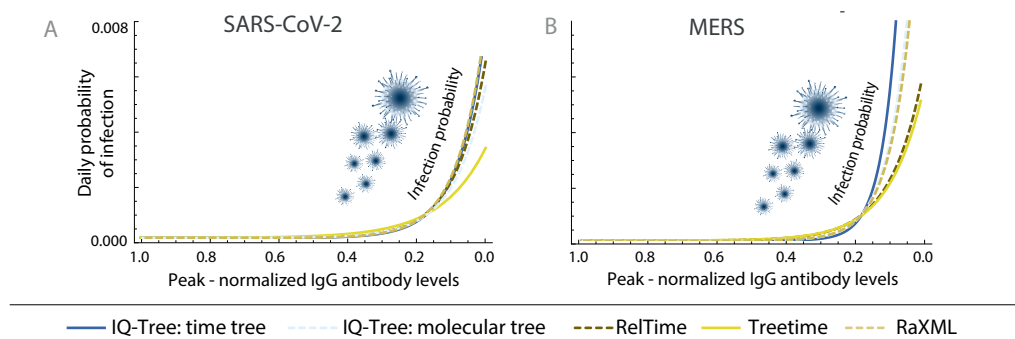 A
SARS-CoV-2
0.008
Daily probability
of infection
0.000
Infection probability
1.0 0.8 0.6 0.4 0.2 0.0
Peak - normalized IgG antibody levels
B
MERS
Infection probability
1.0 0.8 0.6 0.4 0.2 0.0
Peak - normalized IgG antibody levels
IQ-Tree: time tree IQ-Tree: molecular tree RelTime Treetime RaXML